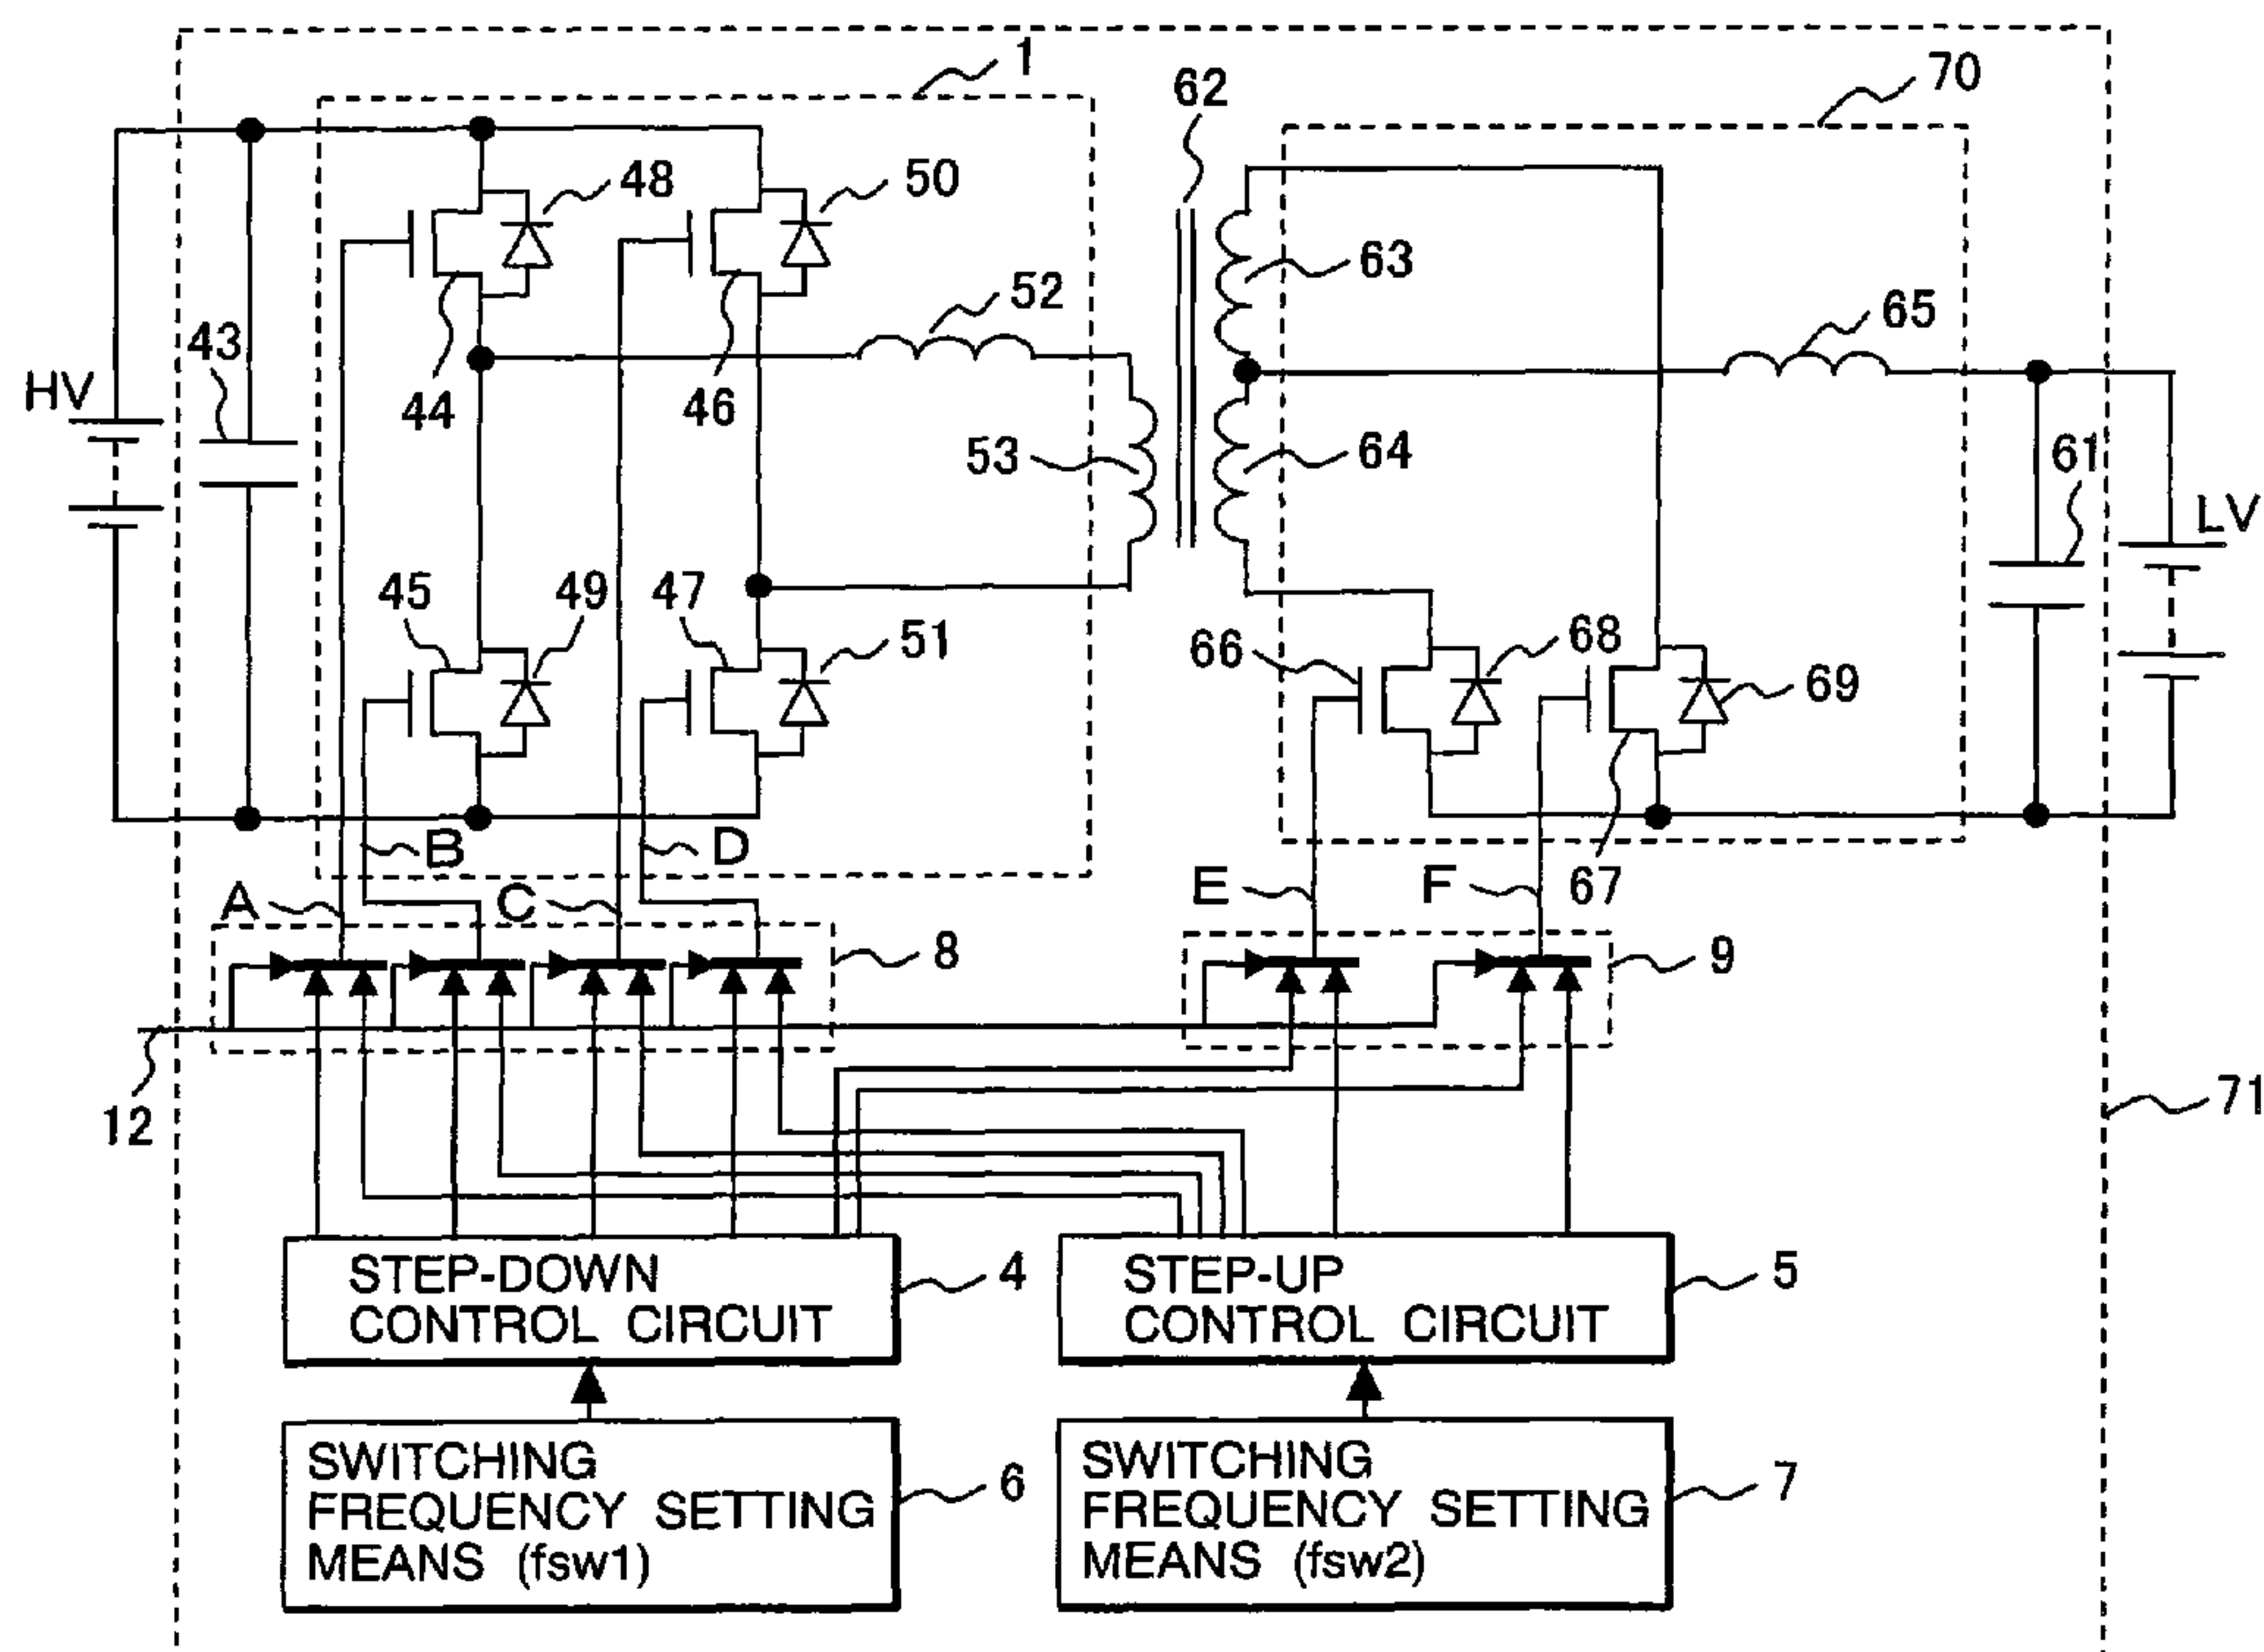 1
62
70
48
50
63
52
65
43
HV
44
46
53
64
61
LV
45
49
47
51
66
68
69
B
D
A
C
E
F
67
8
9
12
71
STEP-DOWN
CONTROL CIRCUIT
4
STEP-UP
CONTROL CIRCUIT
5
SWITCHING
FREQUENCY SETTING
MEANS (fsw1)
6
SWITCHING
FREQUENCY SETTING
MEANS (fsw2)
7